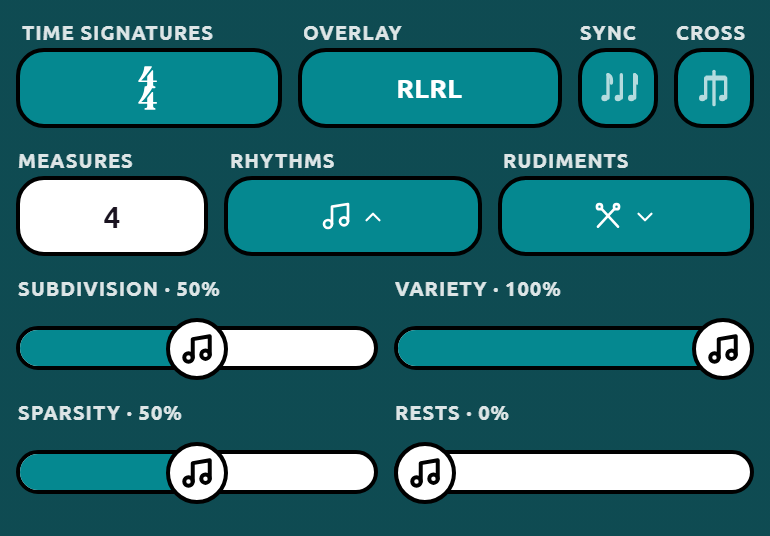 TIME SIGNATURES OVERLAY SYNC CROSS
4
4
RLRL
MEASURES RHYTHMS RUDIMENTS
4
SUBDIVISION · 50% VARIETY · 100%
SPARSITY · 50% RESTS · 0%